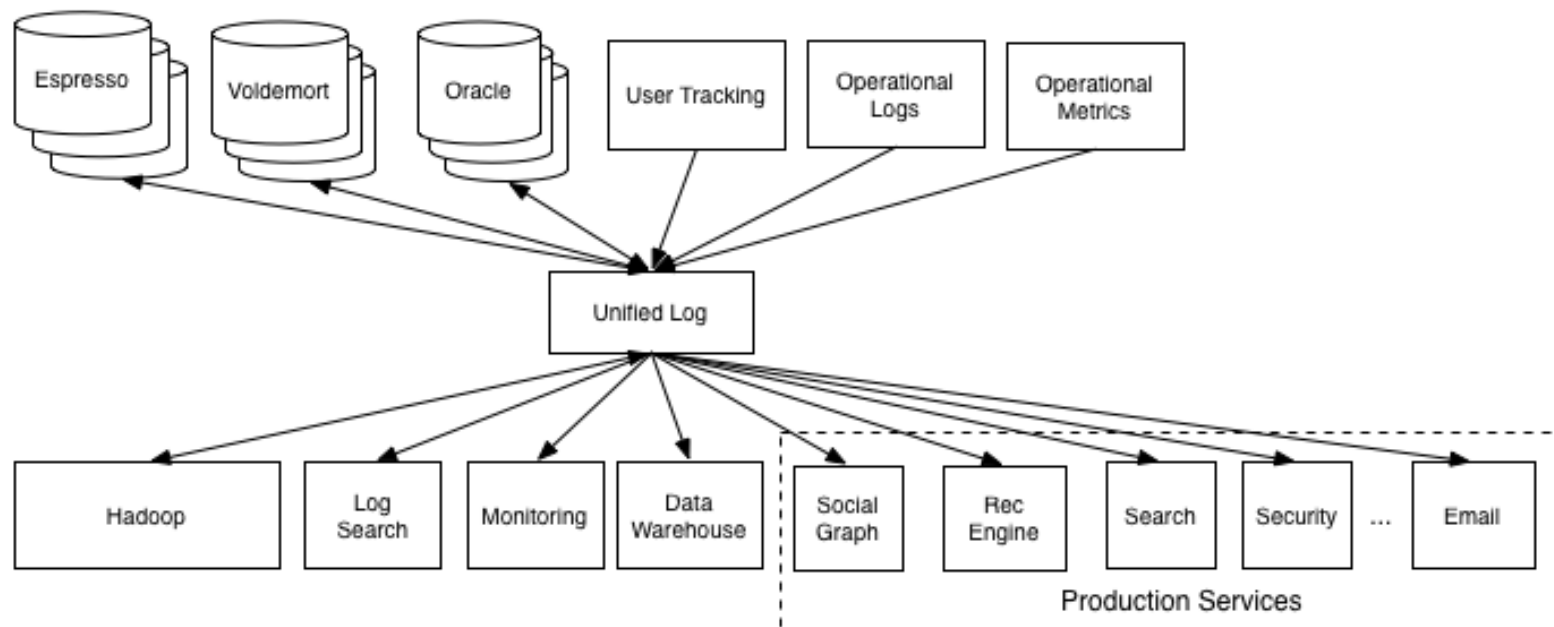 Espresso
Voldemort
Oracle
User Tracking
Operational
Logs
Operational
Metrics
Unified Log
Hadoop
Log
Search
Monitoring
Data
Warehouse
Social
Graph
Rec
Engine
Search
Security
...
Email
Production Services